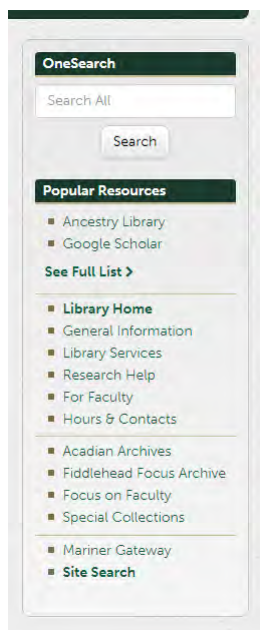 OneSearch
Search All
Search
Popular Resources
Ancestry Library
Google Scholar
See Full List >
Library Home
General Information
Library Services
Research Help
For Faculty
Hours & Contacts
Acadian Archives
Fiddlehead Focus Archive
Focus on Faculty
Special Collections
Mariner Gateway
Site Search